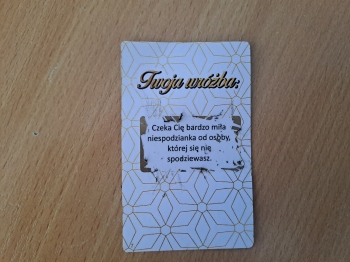 Twoja wróżba:
Czeka Cię bardzo miła
niespodzianka od osoby,
której się nie
spodziewasz.